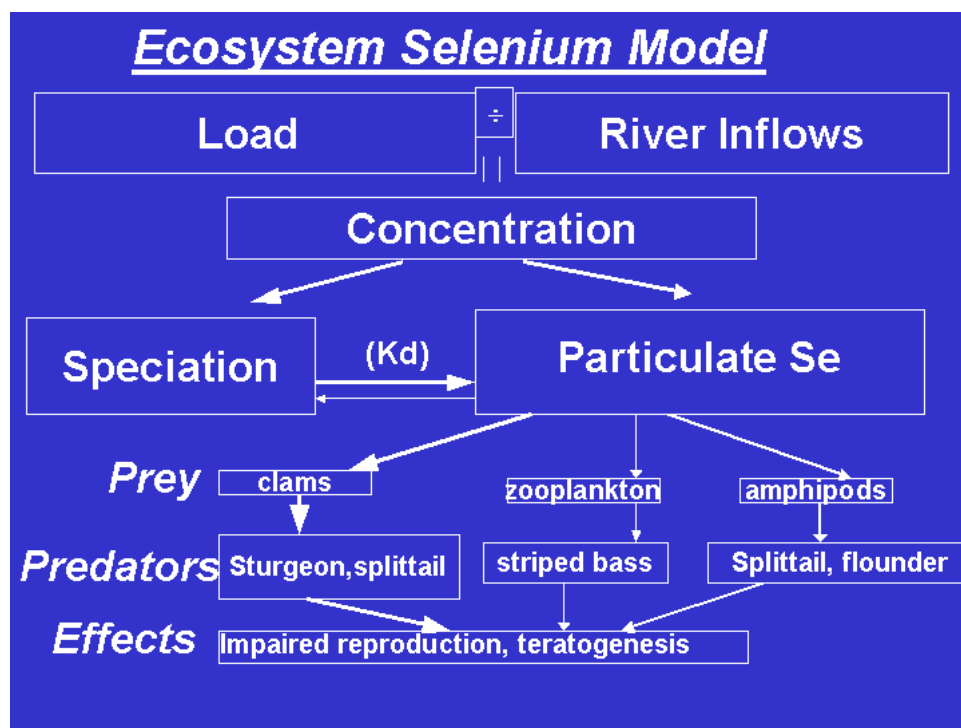 Ecosystem Selenium Model
Load ÷ River Inflows
Concentration
Speciation (Kd) Particulate Se
Prey clams zooplankton amphipods
Predators Sturgeon,splittail striped bass Splittail, flounder
Effects Impaired reproduction, teratogenesis